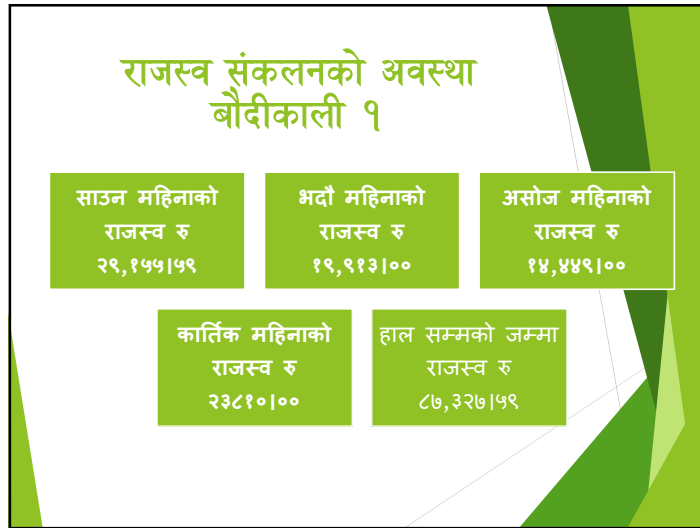 राजस्व संकलनको अवस्था
बौदीकाली १
साउन महिनाको
राजस्व रु
२९,१५५।५९
भदौ महिनाको
राजस्व रु
१९,९१३।००
असोज महिनाको
राजस्व रु
१४,४४९।००
कार्तिक महिनाको
राजस्व रु
२३८१०।००
हाल सम्मको जम्मा
राजस्व रु
८७,३२७।५९